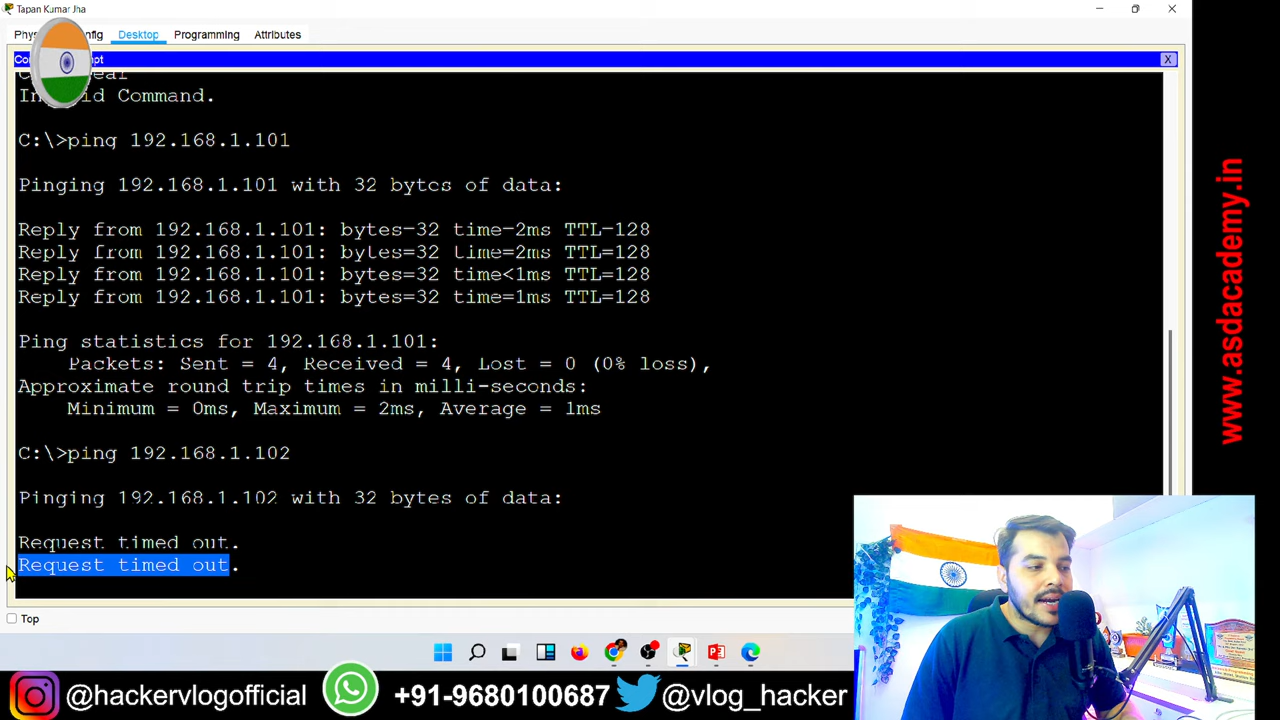 Tapan Kumar Jha
Desktop
Programming
Attributes
X
Command.
C:\>ping 192.168.1.101
Pinging 192.168.1.101 with 32 bytes of data:
Reply from 192.168.1.101: bytes=32 time=2ms TTL=128
Reply from 192.168.1.101: bytes=32 time=2ms TTL=128
Reply from 192.168.1.101: bytes=32 time<1ms TTL=128
Reply from 192.168.1.101: bytes=32 time=1ms TTL=128
Ping statistics for 192.168.1.101:
Packets: Sent = 4, Received = 4, Lost = 0 (0% loss),
Approximate round trip times in milli-seconds:
Minimum = 0ms, Maximum = 2ms, Average = 1ms
C:\>ping 192.168.1.102
Pinging 192.168.1.102 with 32 bytes of data:
Request timed out.
Request timed out.
Top
www.asdacademy.in
@hackervlogofficial
+91-9680100687
@vlog_hacker